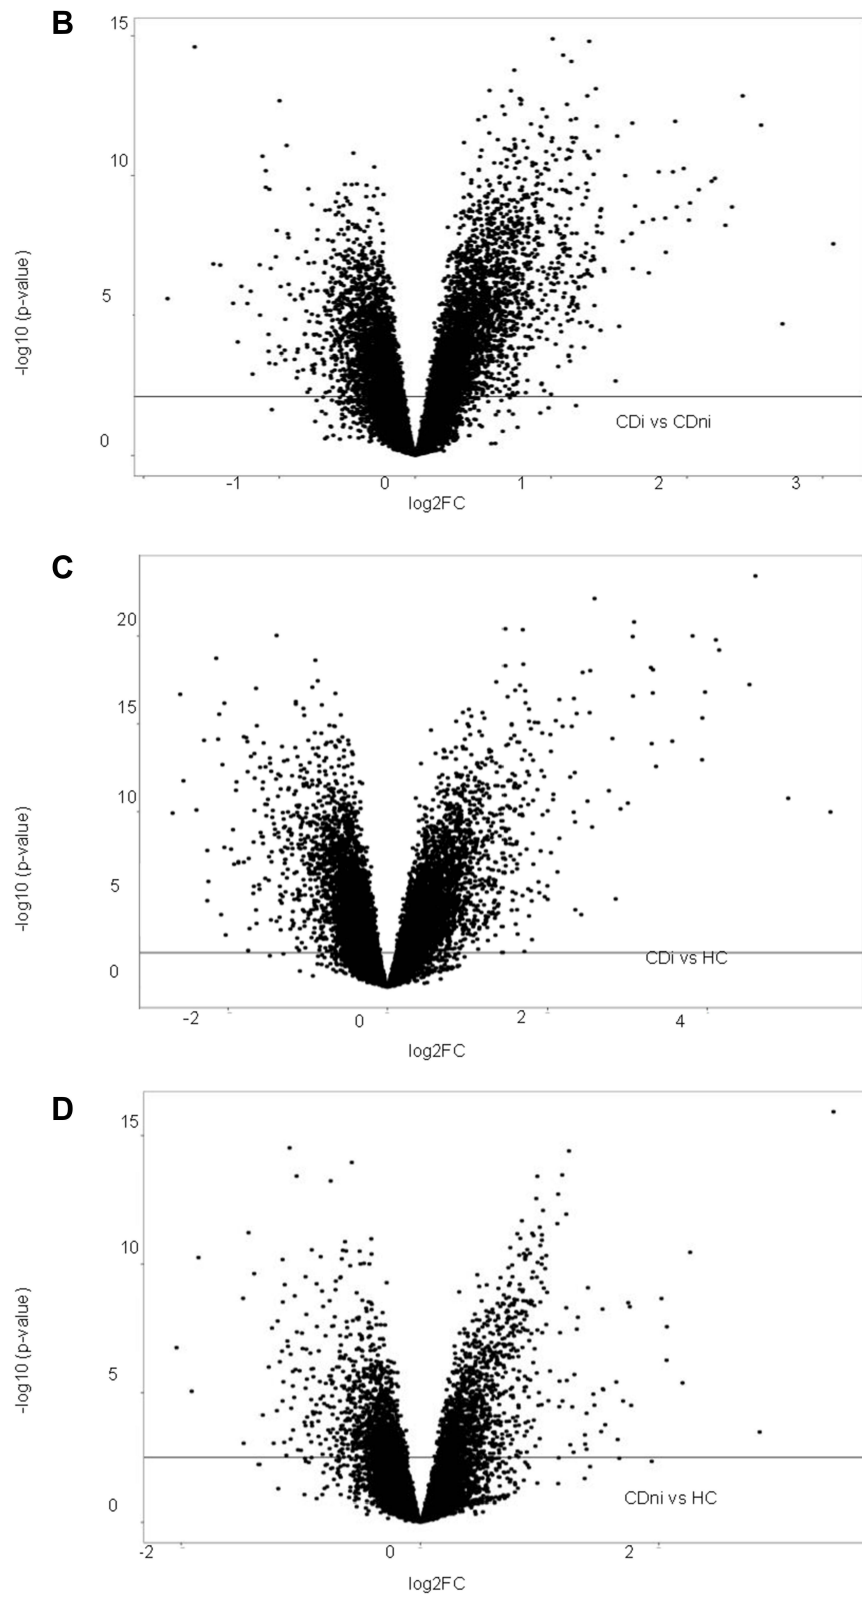 B
15
10
5
0
-log10 (p-value)
CDi vs CDni
-1 0 1 2 3
log2FC
C
20
15
10
5
0
-log10 (p-value)
CDi vs HC
-2 0 2 4
log2FC
D
15
10
5
0
-log10 (p-value)
CDni vs HC
-2 0 2
log2FC